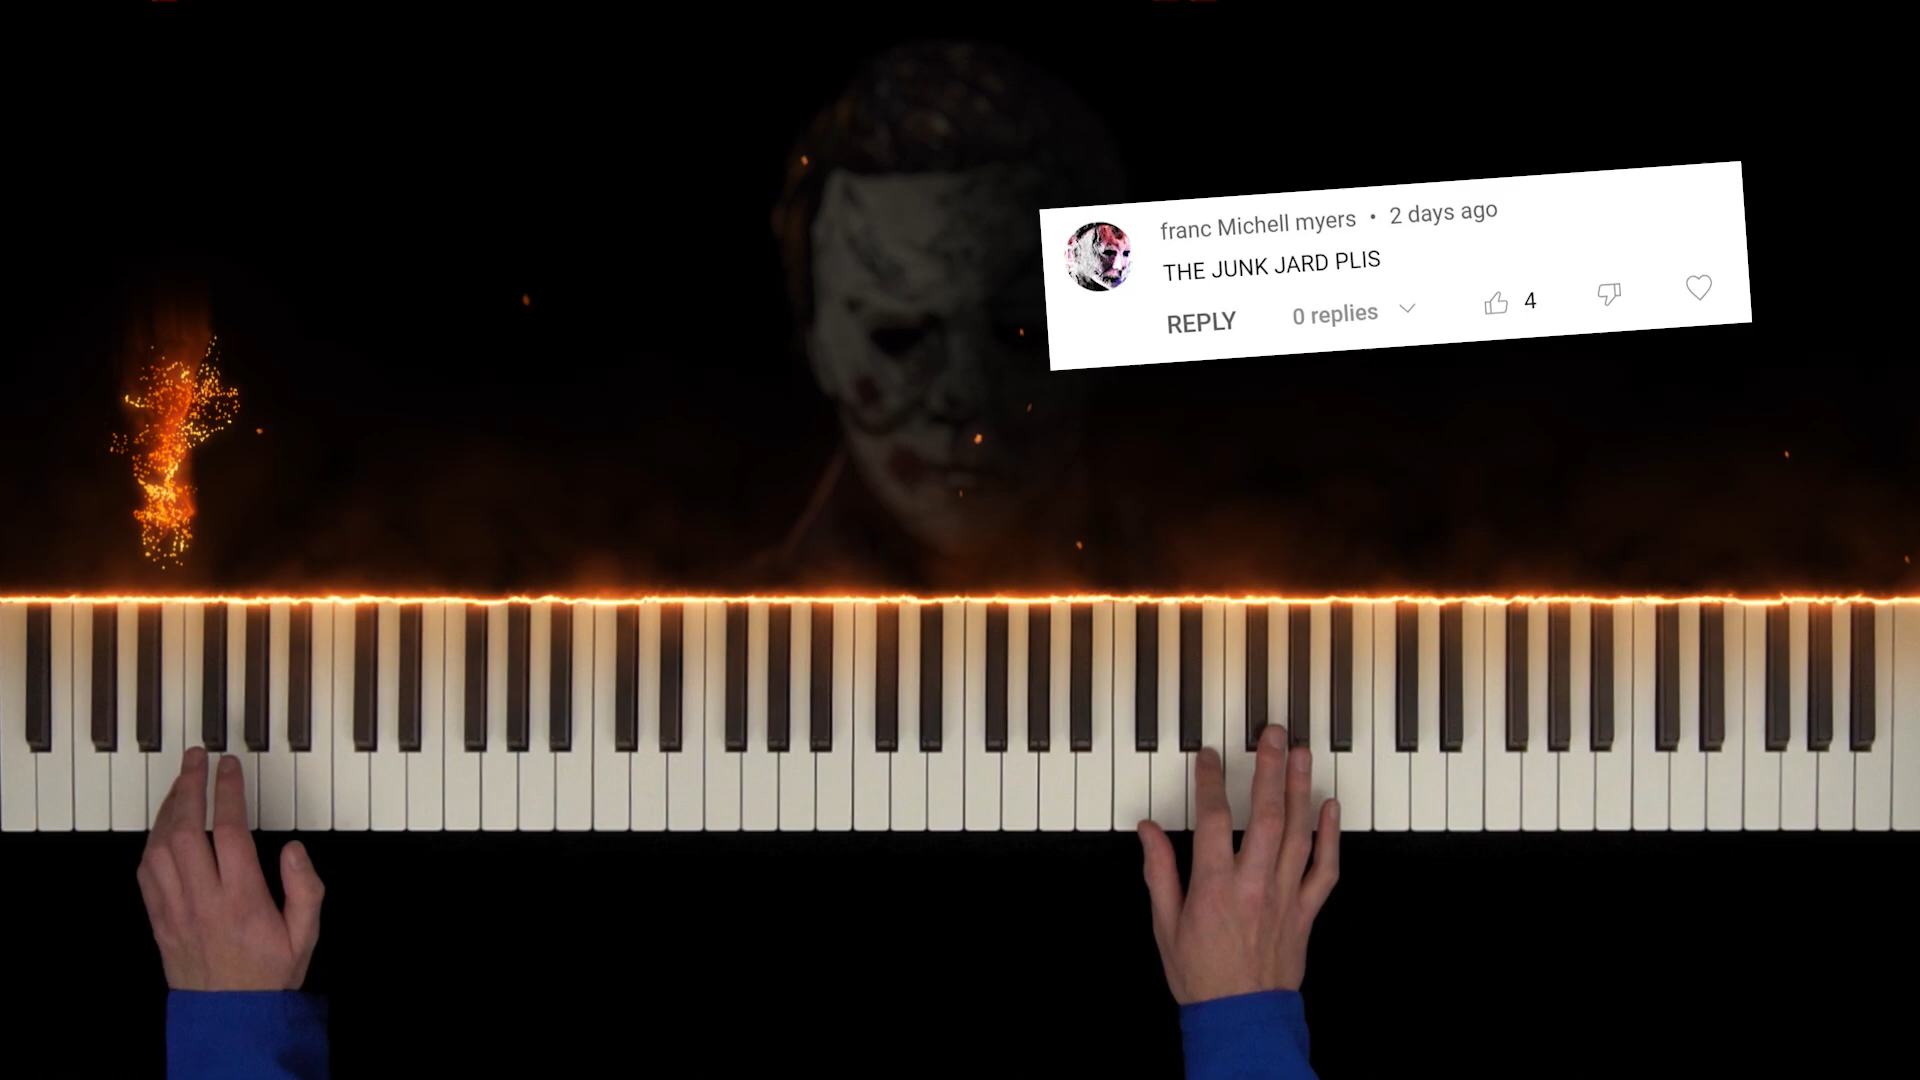 franc Michell myers • 2 days ago
THE JUNK JARD PLIS
REPLY 0 replies 4